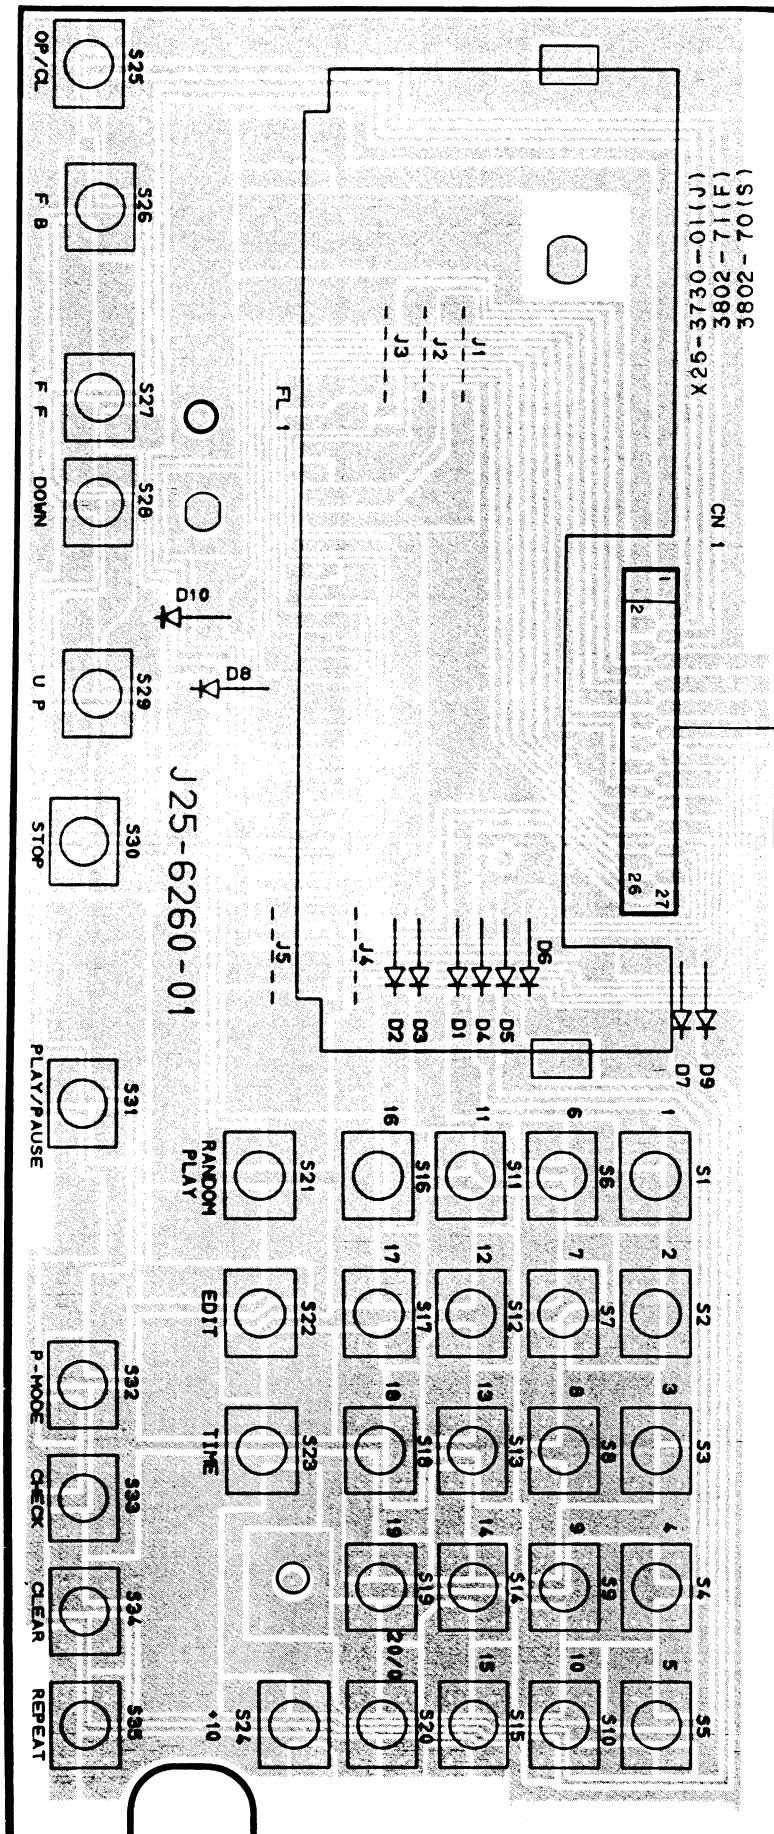 X25-3730-01(J)
3802-71(F)
3802-70(S)
CN 1
1
2
26
27
J1
J2
J3
FL 1
J4
J5
D6
D5
D4
D1
D3
D2
D9
D7
D10
D8
J25-6260-01
S25
OP/CL
S26
F B
S27
F F
S28
DOWN
S29
U P
S30
STOP
S31
PLAY/PAUSE
S32
P-MODE
S33
CHECK
S34
CLEAR
S35
REPEAT
S1
1
S2
2
S3
3
S4
4
S5
5
S6
6
S7
7
S8
8
S9
9
S10
10
S11
11
S12
12
S13
13
S14
14
S15
15
S16
16
S17
17
S18
18
S19
19
S20
20/0
S21
RANDOM
PLAY
S22
EDIT
S23
TIME
S24
+10